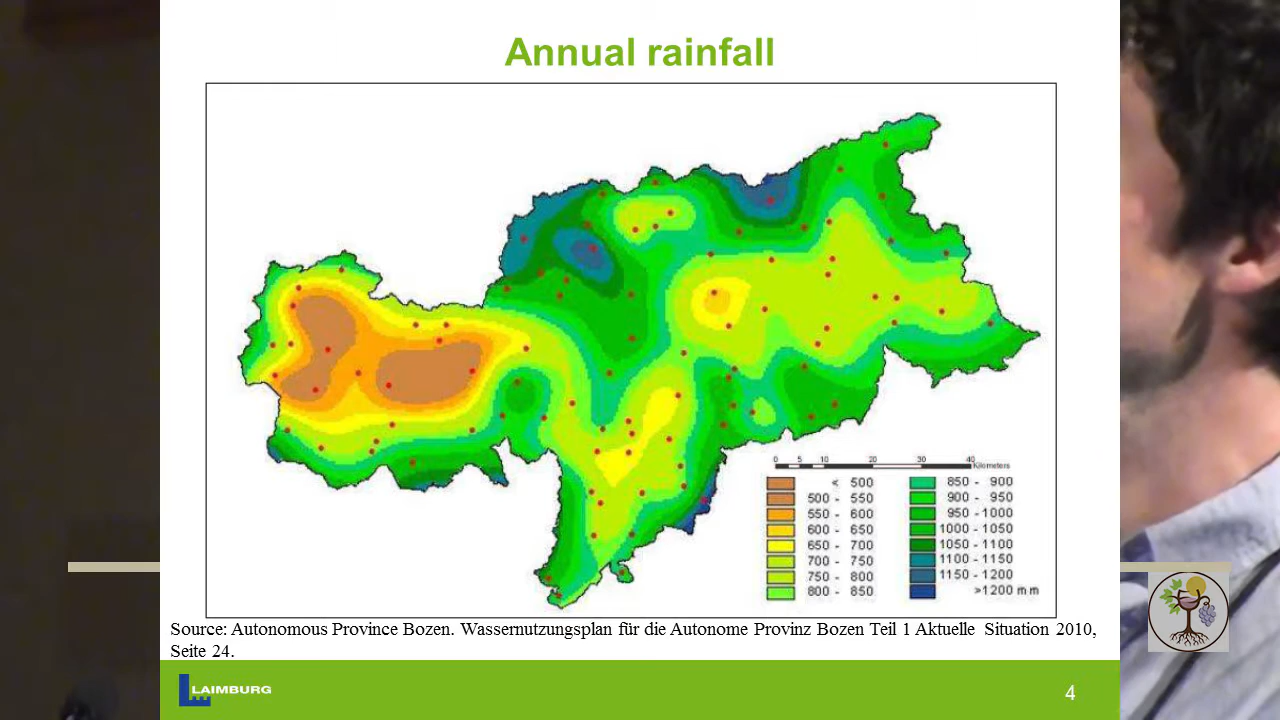 Annual rainfall
0 5 10 20 30 40
Kilometers
< 500
500 - 550
550 - 600
600 - 650
650 - 700
700 - 750
750 - 800
800 - 850
850 - 900
900 - 950
950 -1000
1000 - 1050
1050 - 1100
1100 - 1150
1150 - 1200
>1200 mm
Source: Autonomous Province Bozen. Wassernutzungsplan für die Autonome Provinz Bozen Teil 1 Aktuelle Situation 2010,
Seite 24.
LAIMBURG
4